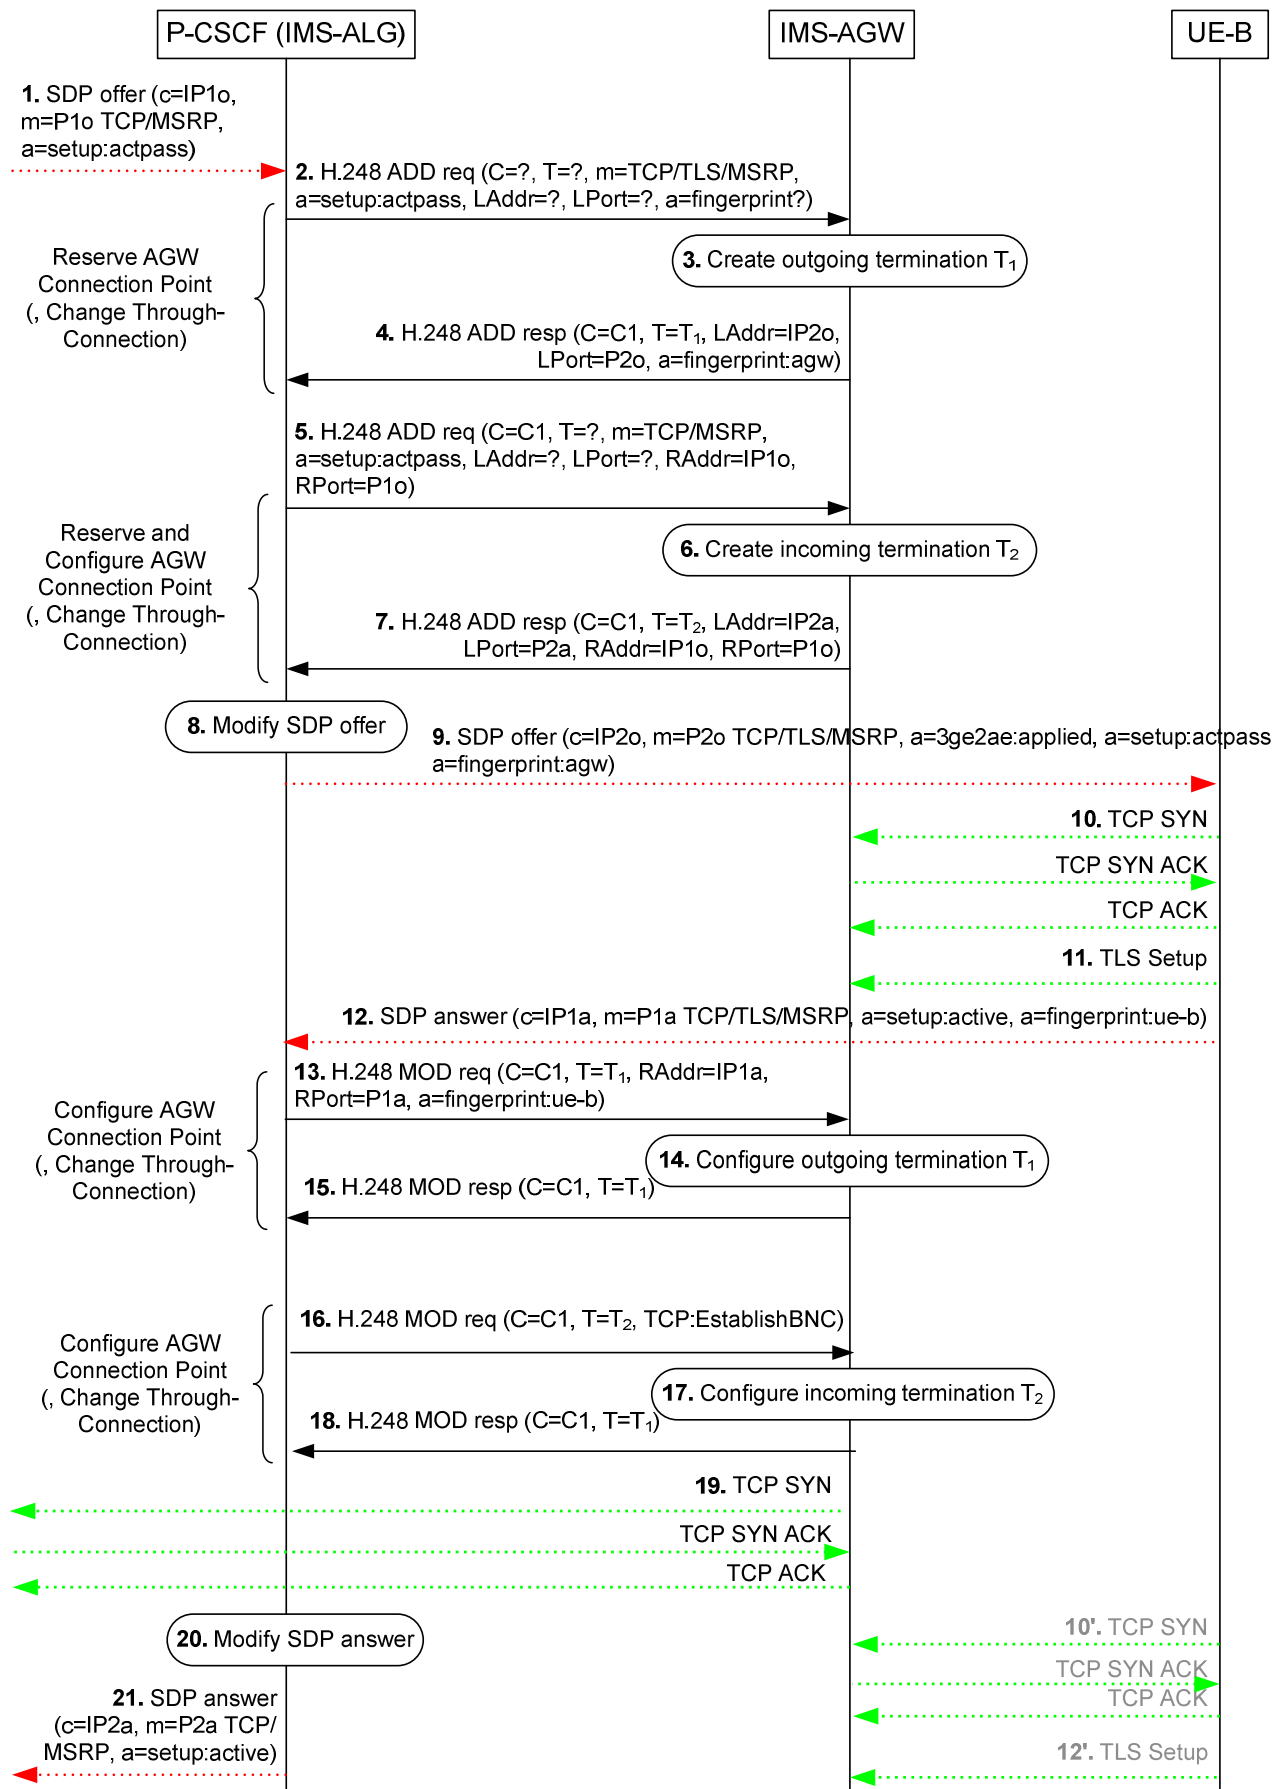 P-CSCF (IMS-ALG)
IMS-AGW
UE-B
1. SDP offer (c=IP1o,
m=P1o TCP/MSRP,
a=setup:actpass)
2. H.248 ADD req (C=?, T=?, m=TCP/TLS/MSRP,
a=setup:actpass, LAddr=?, LPort=?, a=fingerprint?)
Reserve AGW
Connection Point
(, Change Through-
Connection)
3. Create outgoing termination T1
4. H.248 ADD resp (C=C1, T=T1, LAddr=IP2o,
LPort=P2o, a=fingerprint:agw)
5. H.248 ADD req (C=C1, T=?, m=TCP/MSRP,
a=setup:actpass, LAddr=?, LPort=?, RAddr=IP1o,
RPort=P1o)
Reserve and
Configure AGW
Connection Point
(, Change Through-
Connection)
6. Create incoming termination T2
7. H.248 ADD resp (C=C1, T=T2, LAddr=IP2a,
LPort=P2a, RAddr=IP1o, RPort=P1o)
8. Modify SDP offer
9. SDP offer (c=IP2o, m=P2o TCP/TLS/MSRP, a=3ge2ae:applied, a=setup:actpass
a=fingerprint:agw)
10. TCP SYN
TCP SYN ACK
TCP ACK
11. TLS Setup
12. SDP answer (c=IP1a, m=P1a TCP/TLS/MSRP, a=setup:active, a=fingerprint:ue-b)
13. H.248 MOD req (C=C1, T=T1, RAddr=IP1a,
RPort=P1a, a=fingerprint:ue-b)
Configure AGW
Connection Point
(, Change Through-
Connection)
14. Configure outgoing termination T1
15. H.248 MOD resp (C=C1, T=T1)
16. H.248 MOD req (C=C1, T=T2, TCP:EstablishBNC)
Configure AGW
Connection Point
(, Change Through-
Connection)
17. Configure incoming termination T2
18. H.248 MOD resp (C=C1, T=T1)
19. TCP SYN
TCP SYN ACK
TCP ACK
20. Modify SDP answer
10'. TCP SYN
TCP SYN ACK
TCP ACK
21. SDP answer
(c=IP2a, m=P2a TCP/
MSRP, a=setup:active)
12'. TLS Setup